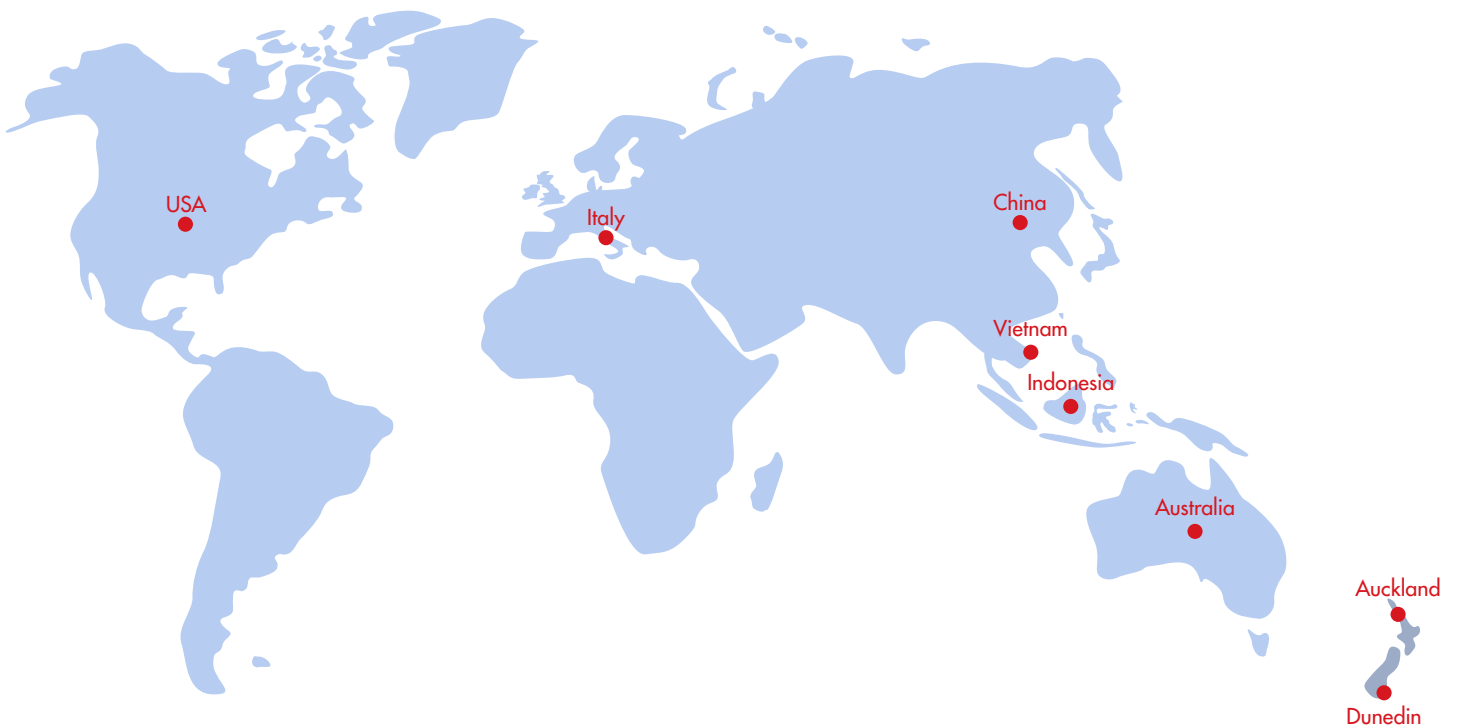 USA
Italy
China
Vietnam
Indonesia
Australia
Auckland
Dunedin